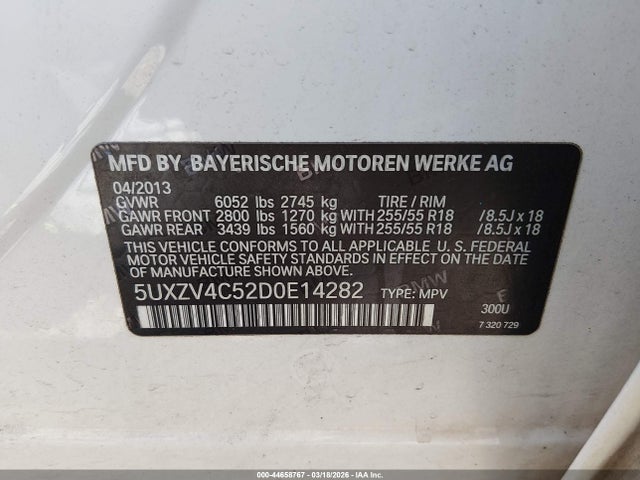 MFD BY BAYERISCHE MOTOREN WERKE AG
04/2013
GVWR 6052 lbs 2745 kg TIRE / RIM
GAWR FRONT 2800 lbs 1270 kg WITH 255/55 R18 /8.5J x 18
GAWR REAR 3439 lbs 1560 kg WITH 255/55 R18 /8.5J x 18
THIS VEHICLE CONFORMS TO ALL APPLICABLE U. S. FEDERAL
MOTOR VEHICLE SAFETY STANDARDS IN EFFECT ON THE DATE
OF MANUFACTURE SHOWN ABOVE.
5UXZV4C52D0E14282 TYPE: MPV
300U
7 320 729
000-44658767 03/18/2026 IAA Inc.